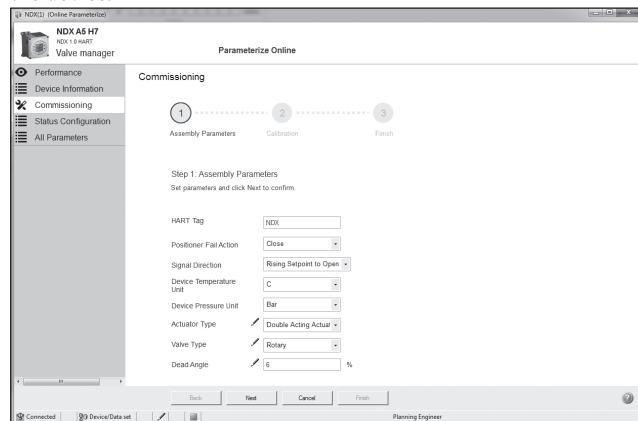 NDX(1) (Online Parameterize)
NDX A5 H7
NDX 1.0 HART
Valve manager
Parameterize Online
Performance
Device Information
Commissioning
Status Configuration
All Parameters
Commissioning
1 2 3
Assembly Parameters Calibration Finish
Step 1: Assembly Parameters
Set parameters and click Next to confirm.
HART Tag NDX
Positioner Fail Action Close
Signal Direction Rising Setpoint to Open
Device Temperature
Unit C
Device Pressure Unit Bar
Actuator Type Double Acting Actuat
Valve Type Rotary
Dead Angle 6 %
Back Next Cancel Finish
Connected Device/Data set Planning Engineer